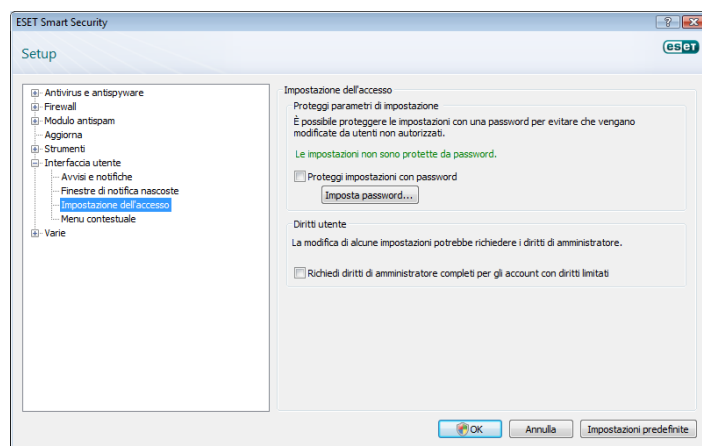 ESET Smart Security
Setup
eset
Antivirus e antispyware
Firewall
Modulo antispam
Aggiorna
Strumenti
Interfaccia utente
Avvisi e notifiche
Finestre di notifica nascoste
Impostazione dell'accesso
Menu contestuale
Varie
Impostazione dell'accesso
Proteggi parametri di impostazione
È possibile proteggere le impostazioni con una password per evitare che vengano
modificate da utenti non autorizzati.
Le impostazioni non sono protette da password.
Proteggi impostazioni con password
Imposta password...
Diritti utente
La modifica di alcune impostazioni potrebbe richiedere i diritti di amministratore.
Richiedi diritti di amministratore completi per gli account con diritti limitati
OK
Annulla
Impostazioni predefinite